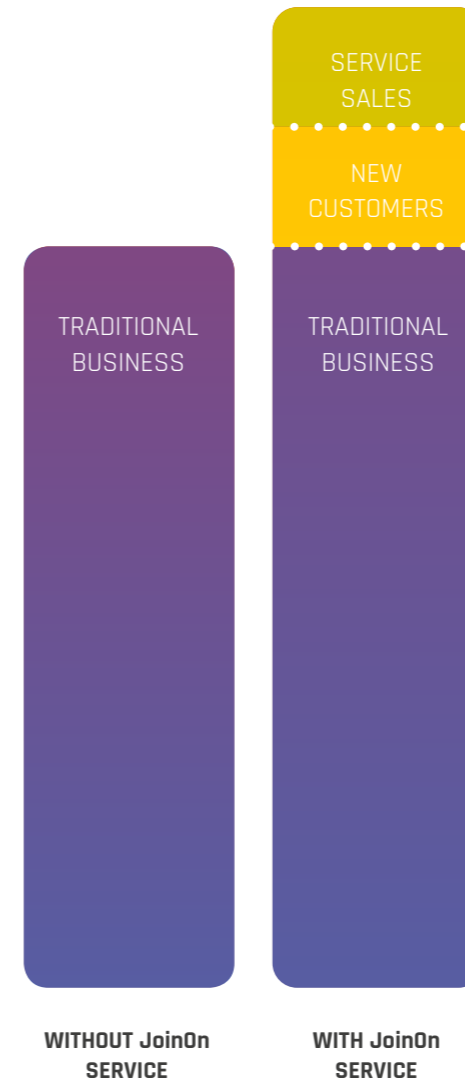 SERVICE
SALES
NEW
CUSTOMERS
TRADITIONAL
BUSINESS
TRADITIONAL
BUSINESS
WITHOUT JoinOn
SERVICE
WITH JoinOn
SERVICE